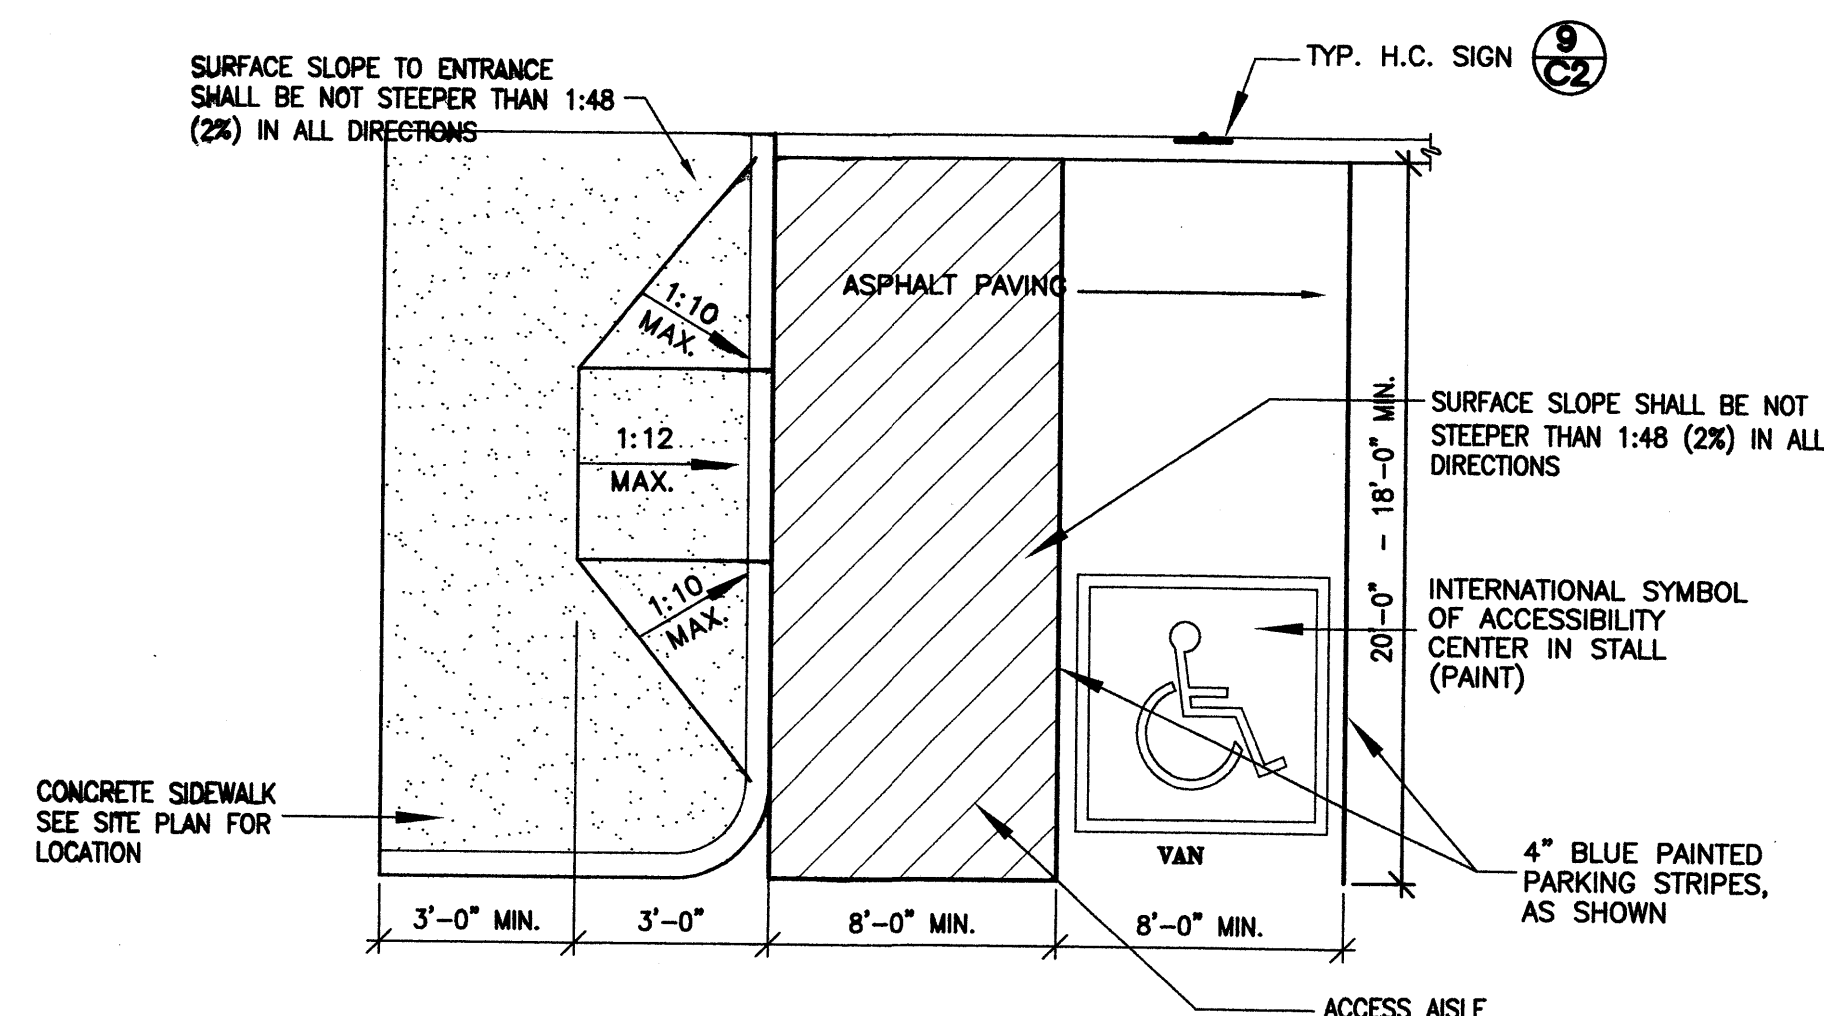 SURFACE SLOPE TO ENTRANCE
SHALL BE NOT STEEPER THAN 1:48
(2%) IN ALL DIRECTIONS
TYP. H.C. SIGN
9
C2
ASPHALT PAVING
1:10
MAX.
1:12
MAX.
1:10
MAX.
20'-0" - 18'-0" MIN.
SURFACE SLOPE SHALL BE NOT
STEEPER THAN 1:48 (2%) IN ALL
DIRECTIONS
INTERNATIONAL SYMBOL
OF ACCESSIBILITY
CENTER IN STALL
(PAINT)
CONCRETE SIDEWALK
SEE SITE PLAN FOR
LOCATION
VAN
4" BLUE PAINTED
PARKING STRIPES,
AS SHOWN
3'-0" MIN.
3'-0"
8'-0" MIN.
8'-0" MIN.
ACCESS AISLE